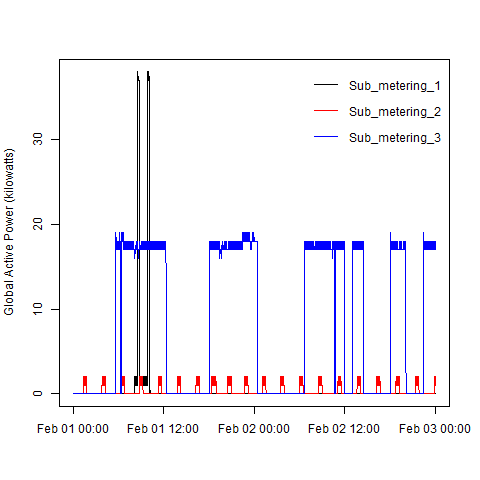 Sub_metering_1
Sub_metering_2
Sub_metering_3
Global Active Power (kilowatts)
30
20
10
0
Feb 01 00:00 Feb 01 12:00 Feb 02 00:00 Feb 02 12:00 Feb 03 00:00